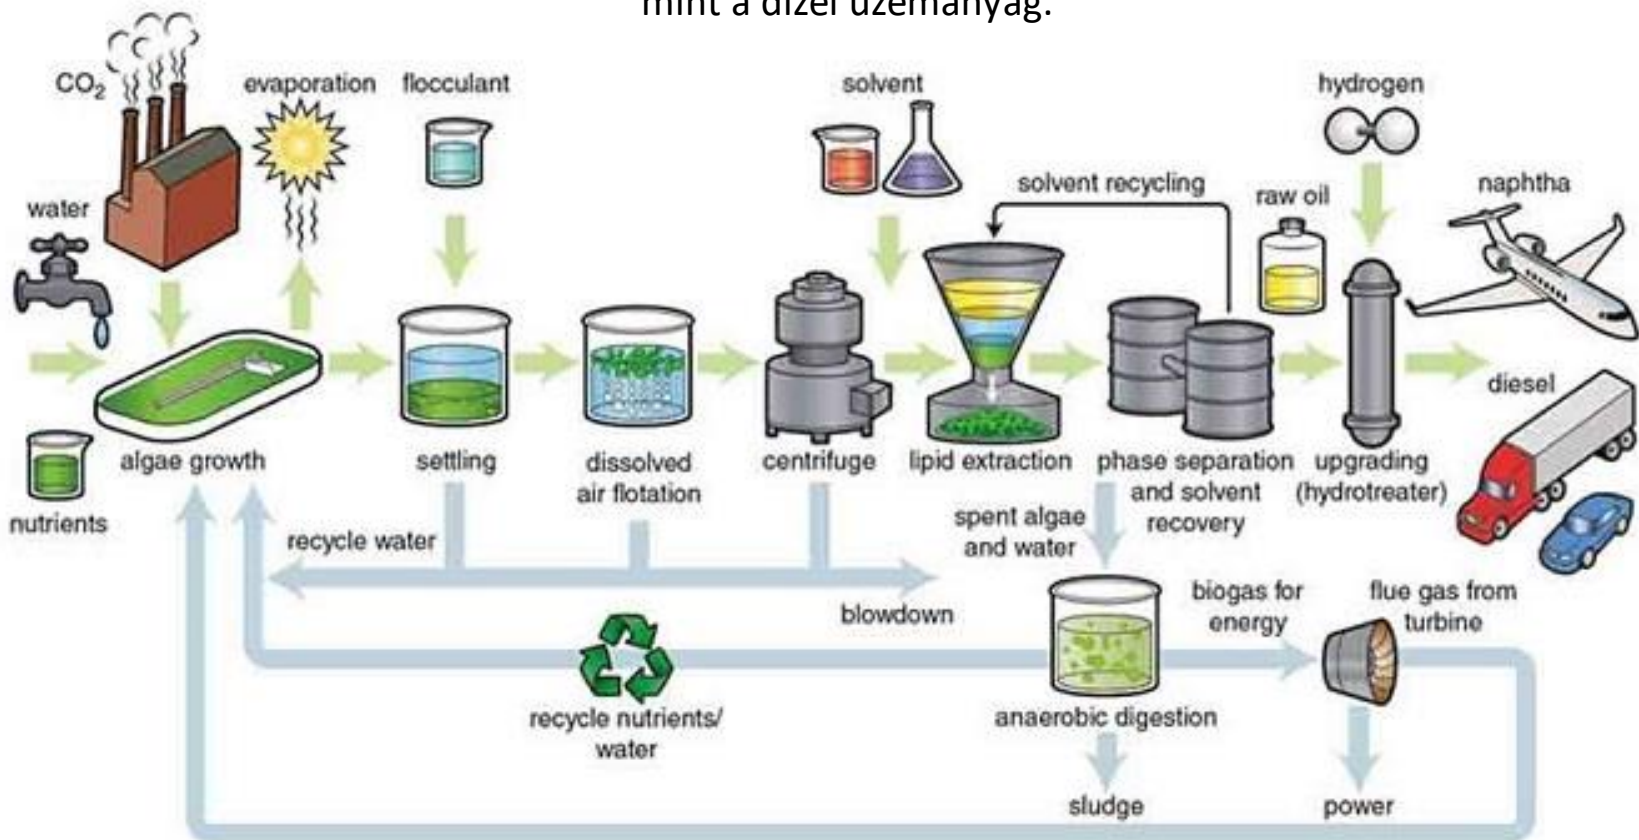 mint a dízel üzemanyag.
CO2
evaporation
flocculant
solvent
hydrogen
water
solvent recycling
raw oil
naphtha
diesel
nutrients
algae growth
settling
dissolved
air flotation
centrifuge
lipid extraction
phase separation
and solvent
recovery
upgrading
(hydrotreater)
recycle water
blowdown
spent algae
and water
biogas for
energy
flue gas from
turbine
recycle nutrients/
water
anaerobic digestion
sludge
power